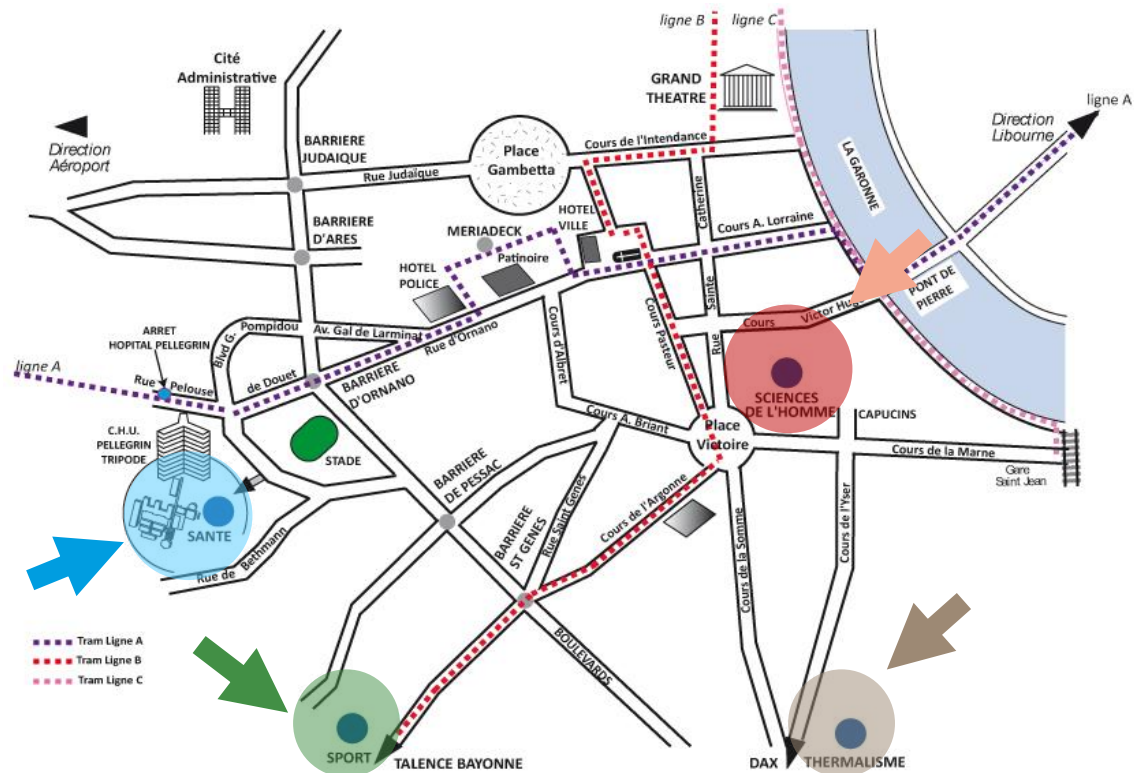 ligne B
ligne C
Cité
Administrative
GRAND
THEATRE
ligne A
Direction
Libourne
Direction
Aéroport
BARRIERE
JUDAIQUE
Place
Gambetta
Cours de l'Intendance
Rue Judaïque
LA GARONNE
Catherine
HOTEL
VILLE
BARRIERE
D'ARES
MERIADECK
Cours A. Lorraine
Patinoire
HOTEL
POLICE
PONT DE
PIERRE
Sainte
Rue
Cours
Victor Hugo
Blvd G.
Pompidou
Av. Gal de Larminat
Rue d'Ornano
Cours d'Albret
Cours Pasteur
ARRET
HOPITAL PELLEGRIN
ligne A
Rue Pelouse
de Douet
BARRIERE
D'ORNANO
SCIENCES
DE L'HOMME
CAPUCINS
Cours A. Briant
Place
Victoire
Cours de la Marne
Gare
Saint Jean
C.H.U.
PELLEGRIN
TRIPODE
STADE
BARRIERE
DE PESSAC
Rue Saint Genes
Cours de l'Argonne
BARRIERE
ST GENES
Cours de la Somme
Cours de l'Yser
SANTE
Rue de Bethmann
BOULEVARDS
Tram Ligne A
Tram Ligne B
Tram Ligne C
SPORT
TALENCE BAYONNE
DAX
THERMALISME